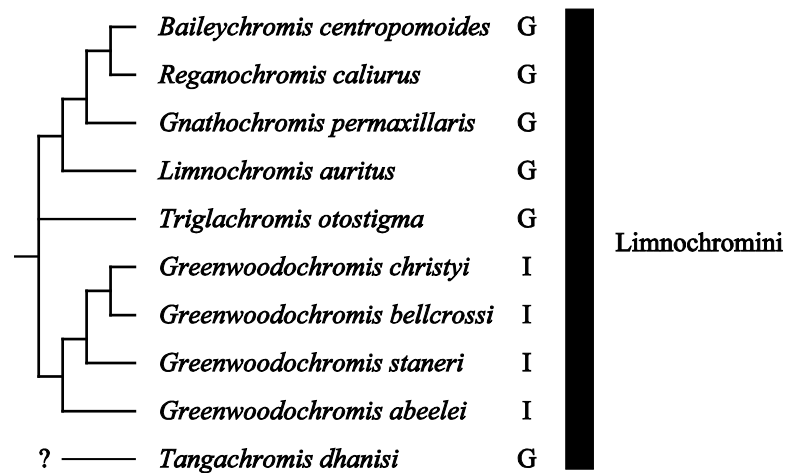 Baileychromis centropomoides G
Reganochromis caliurus G
Gnathochromis permaxillaris G
Limnochromis auritus G
Triglachromis otostigma G
Greenwoodochromis christyi I
Limnochromini
Greenwoodochromis bellcrossi I
Greenwoodochromis staneri I
Greenwoodochromis abeelei I
? Tangachromis dhanisi G